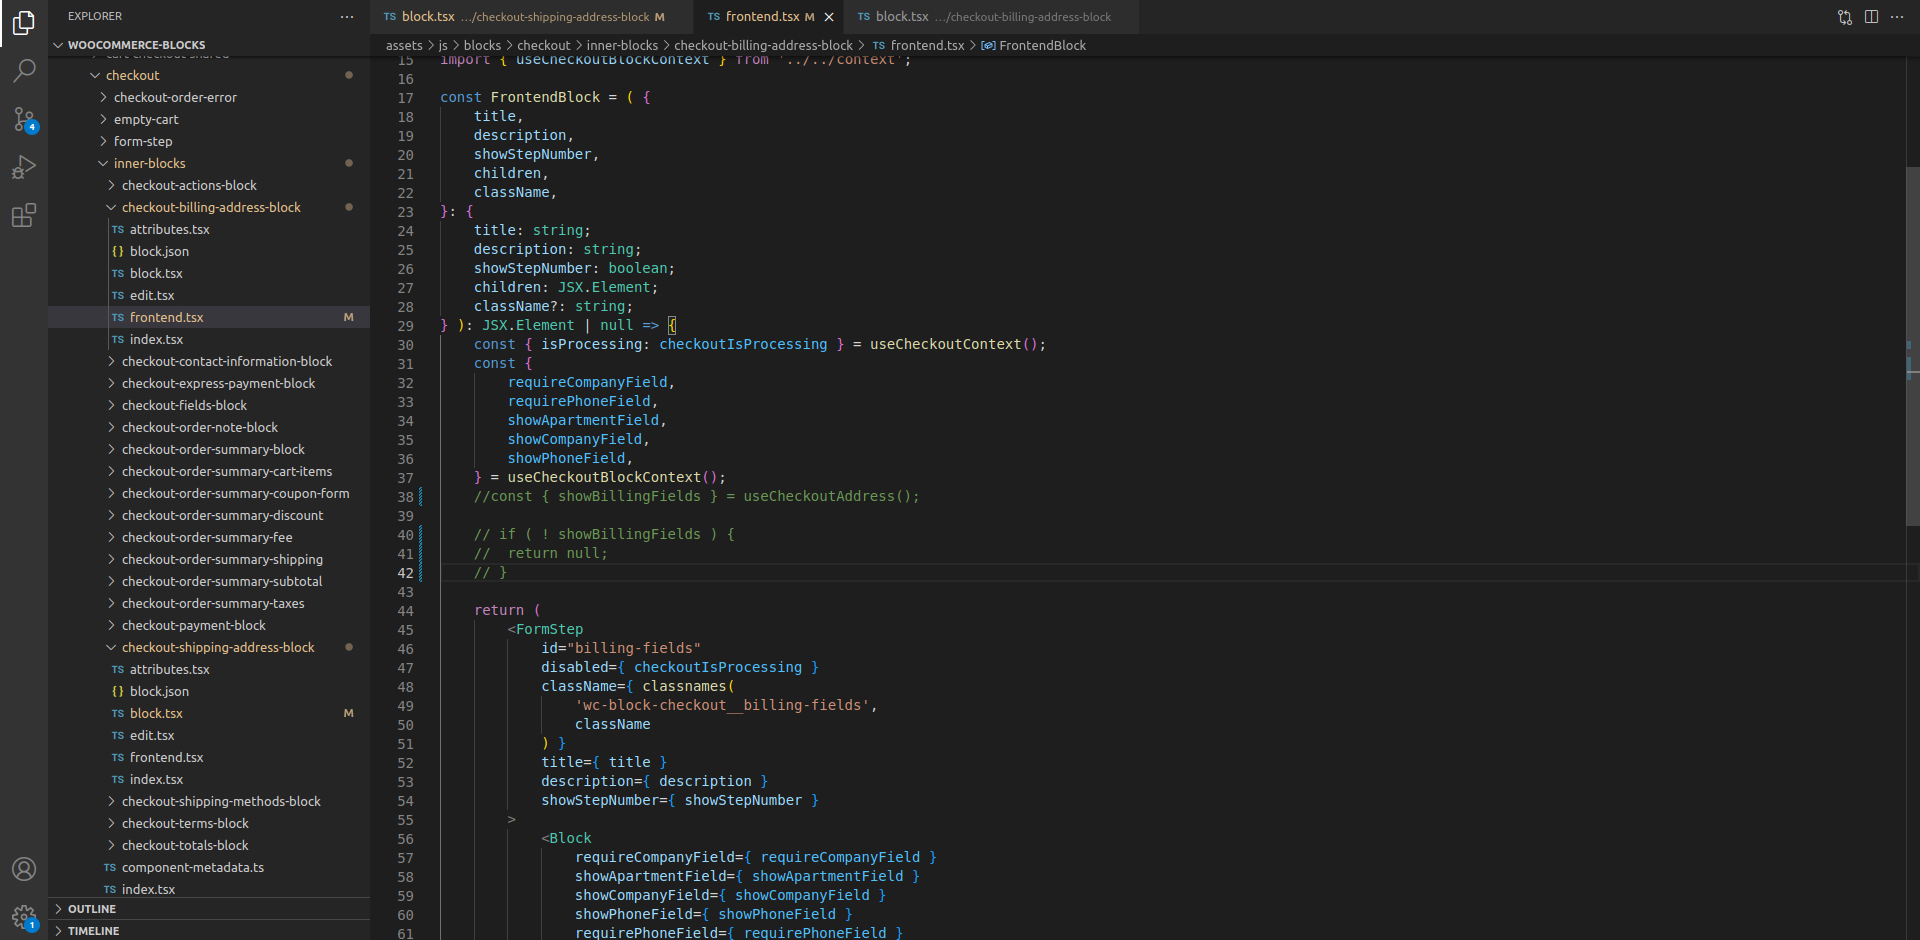 EXPLORER
WOOCOMMERCE-BLOCKS
cart-checkout-shared
checkout
checkout-order-error
empty-cart
form-step
inner-blocks
checkout-actions-block
checkout-billing-address-block
TS attributes.tsx
{} block.json
TS block.tsx
TS edit.tsx
TS frontend.tsx M
TS index.tsx
checkout-contact-information-block
checkout-express-payment-block
checkout-fields-block
checkout-order-note-block
checkout-order-summary-block
checkout-order-summary-cart-items
checkout-order-summary-coupon-form
checkout-order-summary-discount
checkout-order-summary-fee
checkout-order-summary-shipping
checkout-order-summary-subtotal
checkout-order-summary-taxes
checkout-payment-block
checkout-shipping-address-block
TS attributes.tsx
{} block.json
TS block.tsx M
TS edit.tsx
TS frontend.tsx
TS index.tsx
checkout-shipping-methods-block
checkout-terms-block
checkout-totals-block
TS component-metadata.ts
TS index.tsx
OUTLINE
TIMELINE
4
1
TS block.tsx .../checkout-shipping-address-block M
TS frontend.tsx M
TS block.tsx .../checkout-billing-address-block
assets > js > blocks > checkout > inner-blocks > checkout-billing-address-block > TS frontend.tsx > FrontendBlock
15 import { useCheckoutBlockContext } from '../../context';
16
17 const FrontendBlock = ( {
18 title,
19 description,
20 showStepNumber,
21 children,
22 className,
23 }: {
24 title: string;
25 description: string;
26 showStepNumber: boolean;
27 children: JSX.Element;
28 className?: string;
29 } ): JSX.Element | null => {
30 const { isProcessing: checkoutIsProcessing } = useCheckoutContext();
31 const {
32 requireCompanyField,
33 requirePhoneField,
34 showApartmentField,
35 showCompanyField,
36 showPhoneField,
37 } = useCheckoutBlockContext();
38 //const { showBillingFields } = useCheckoutAddress();
39
40 // if ( ! showBillingFields ) {
41 //  return null;
42 // }
43
44 return (
45 <FormStep
46 id="billing-fields"
47 disabled={ checkoutIsProcessing }
48 className={ classnames(
49 'wc-block-checkout__billing-fields',
50 className
51 ) }
52 title={ title }
53 description={ description }
54 showStepNumber={ showStepNumber }
55 >
56 <Block
57 requireCompanyField={ requireCompanyField }
58 showApartmentField={ showApartmentField }
59 showCompanyField={ showCompanyField }
60 showPhoneField={ showPhoneField }
61 requirePhoneField={ requirePhoneField }